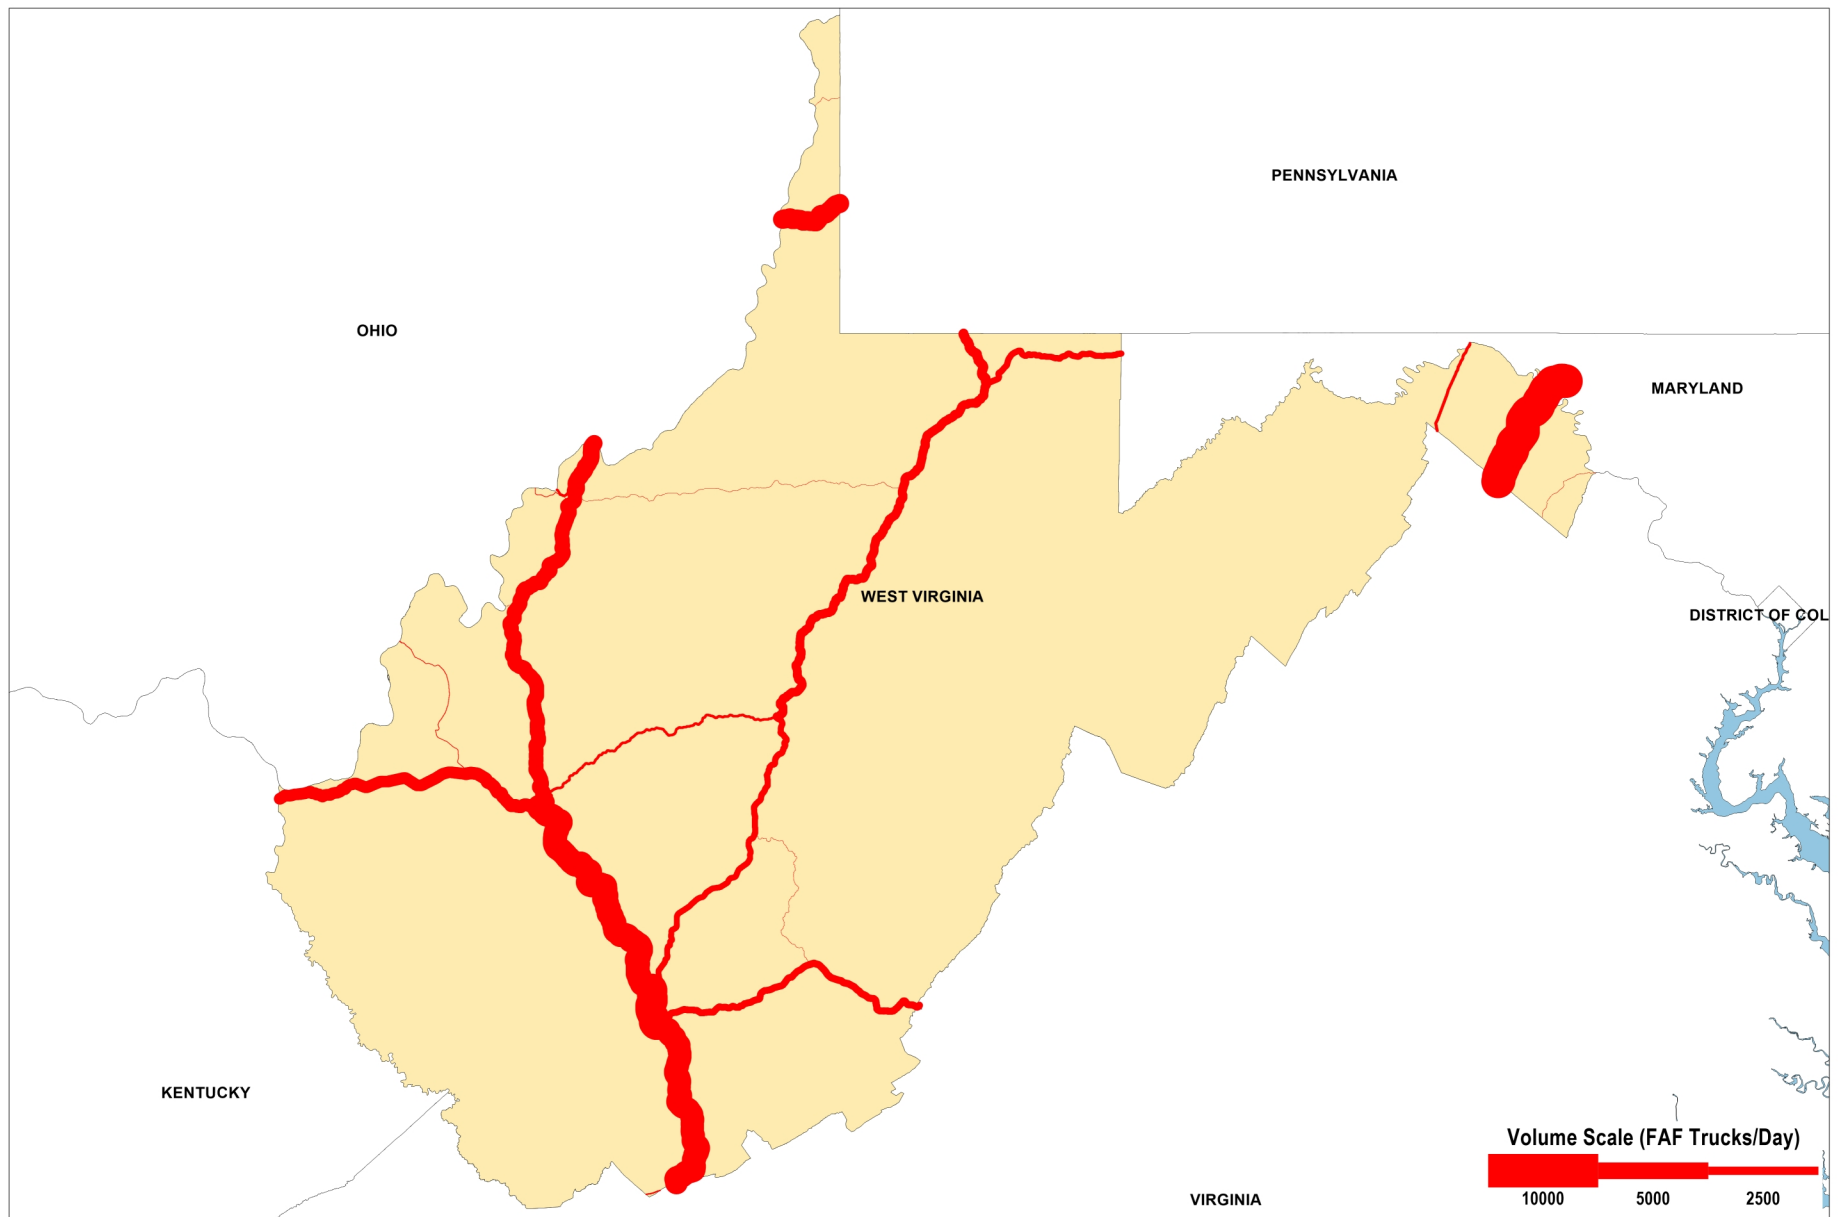 PENNSYLVANIA
OHIO
MARYLAND
WEST VIRGINIA
DISTRICT OF COL
KENTUCKY
Volume Scale (FAF Trucks/Day)
10000 5000 2500
VIRGINIA